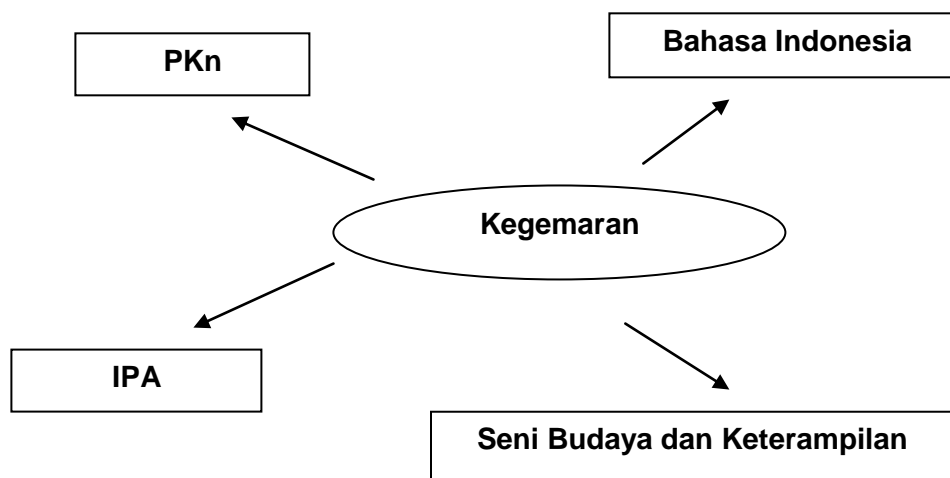 Bahasa Indonesia
PKn
Kegemaran
IPA
Seni Budaya dan Keterampilan